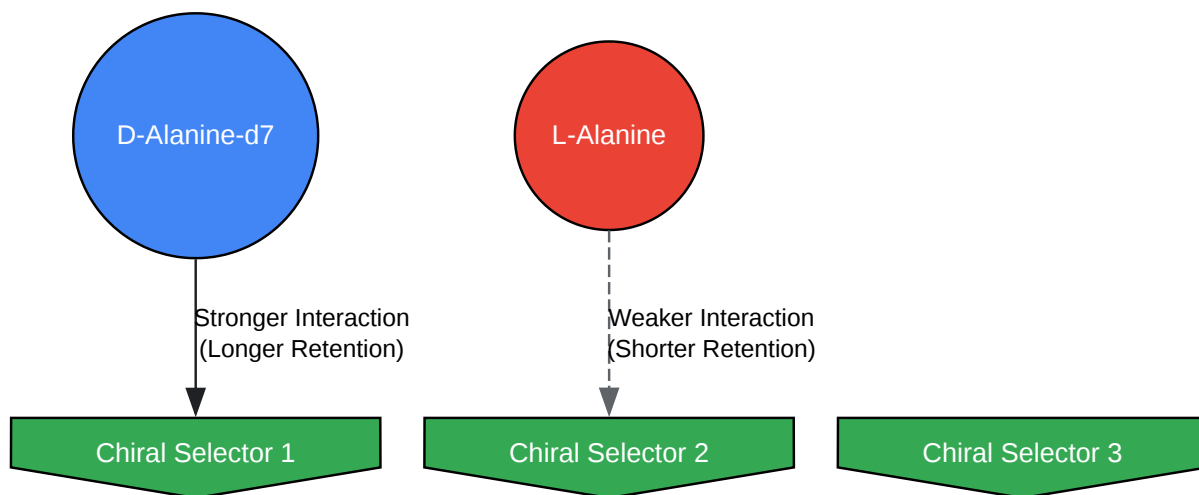 D-Alanine-d7
L-Alanine
Stronger Interaction
(Longer Retention)
Weaker Interaction
(Shorter Retention)
Chiral Selector 1
Chiral Selector 2
Chiral Selector 3